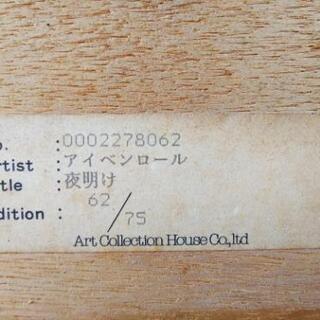 o. :0002278062
rtist :アイベンロール
tle :夜明け
dition : 62/75
Art Collection House Co.,ltd